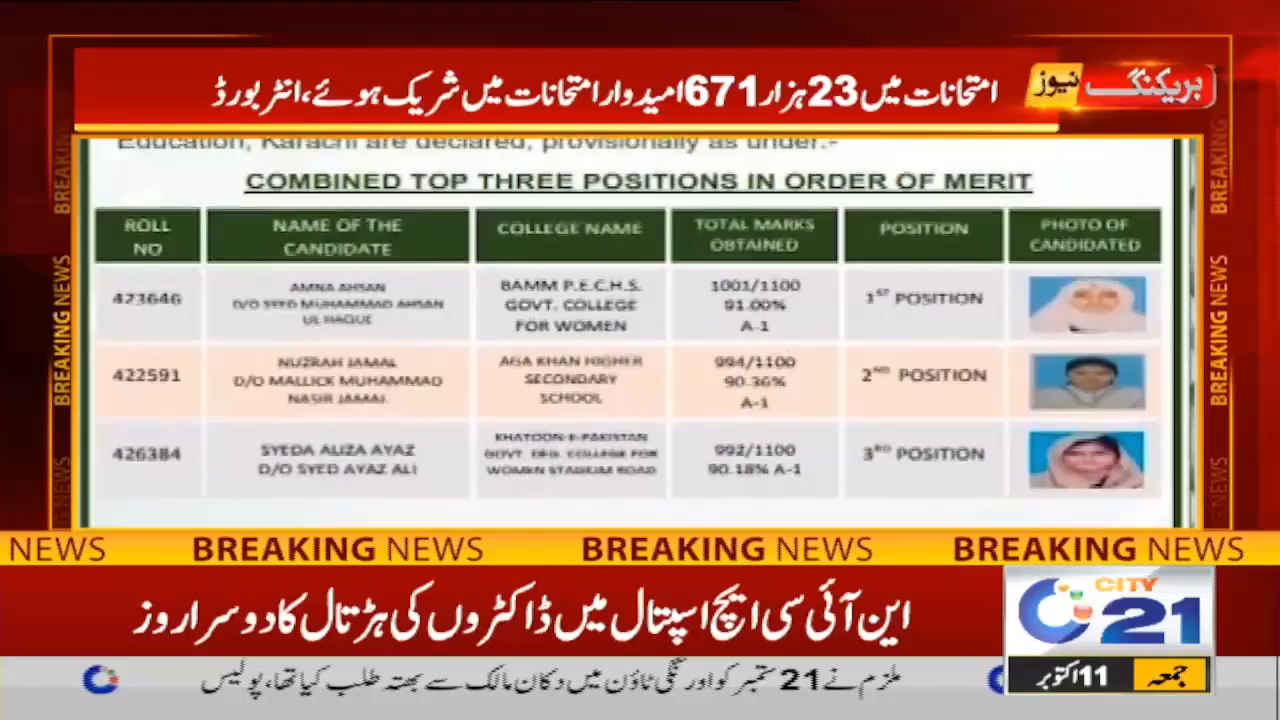 امتحانات میں 23 ہزار 671 امیدوار امتحانات میں شریک ہوئے، انٹر بورڈ
بریکنگ نیوز
Education, Karachi are declared, provisionally as under:-
COMBINED TOP THREE POSITIONS IN ORDER OF MERIT
ROLL NO
NAME OF THE CANDIDATE
COLLEGE NAME
TOTAL MARKS OBTAINED
POSITION
PHOTO OF CANDIDATED
423646
AMNA AHSAN
D/O SYED MUHAMMAD AHSAN
UL HAQUE
BAMM P.E.C.H.S.
GOVT. COLLEGE
FOR WOMEN
1001/1100
91.00%
A-1
1ST POSITION
422591
NUZRAH JAMAL
D/O MALLICK MUHAMMAD
NASIR JAMAL
AGA KHAN HIGHER
SECONDARY
SCHOOL
994/1100
90.36%
A-1
2ND POSITION
426384
SYEDA ALIZA AYAZ
D/O SYED AYAZ ALI
KHATOON-E-PAKISTAN
GOVT. DEG. COLLEGE FOR
WOMEN STADIUM ROAD
992/1100
90.18% A-1
3RD POSITION
BREAKING NEWS
BREAKING NEWS
NEWS BREAKING NEWS BREAKING NEWS BREAKING NEWS
این آئی سی ایچ اسپتال میں ڈاکٹروں کی ہڑتال کا دوسرا روز
CITY
21
ملزم نے 21 ستمبر کو اورنگی ٹاؤن میں دکان مالک سے بھتہ طلب کیا تھا، پولیس
جمعہ 11 اکتوبر